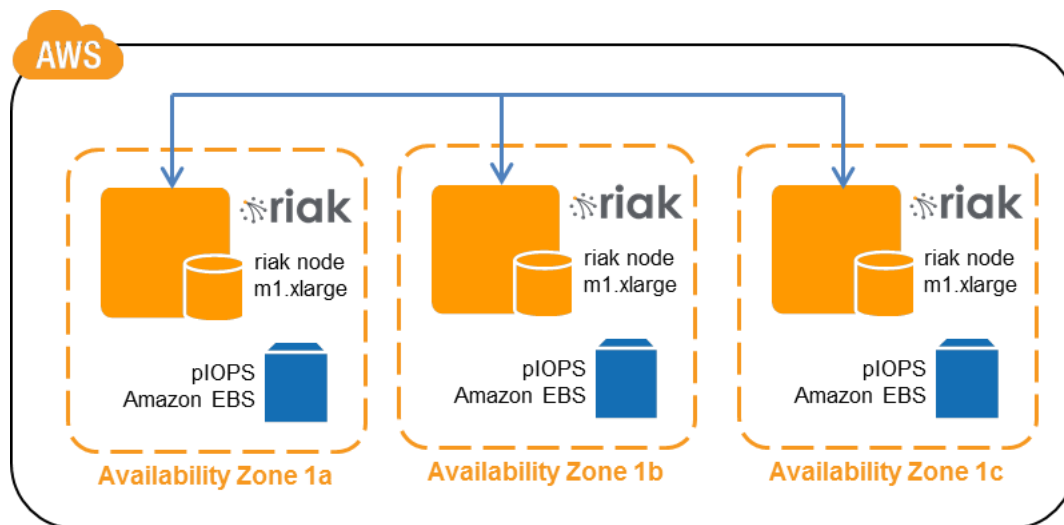 AWS
riak
riak node
m1.xlarge
pIOPS
Amazon EBS
Availability Zone 1a
riak
riak node
m1.xlarge
pIOPS
Amazon EBS
Availability Zone 1b
riak
riak node
m1.xlarge
pIOPS
Amazon EBS
Availability Zone 1c